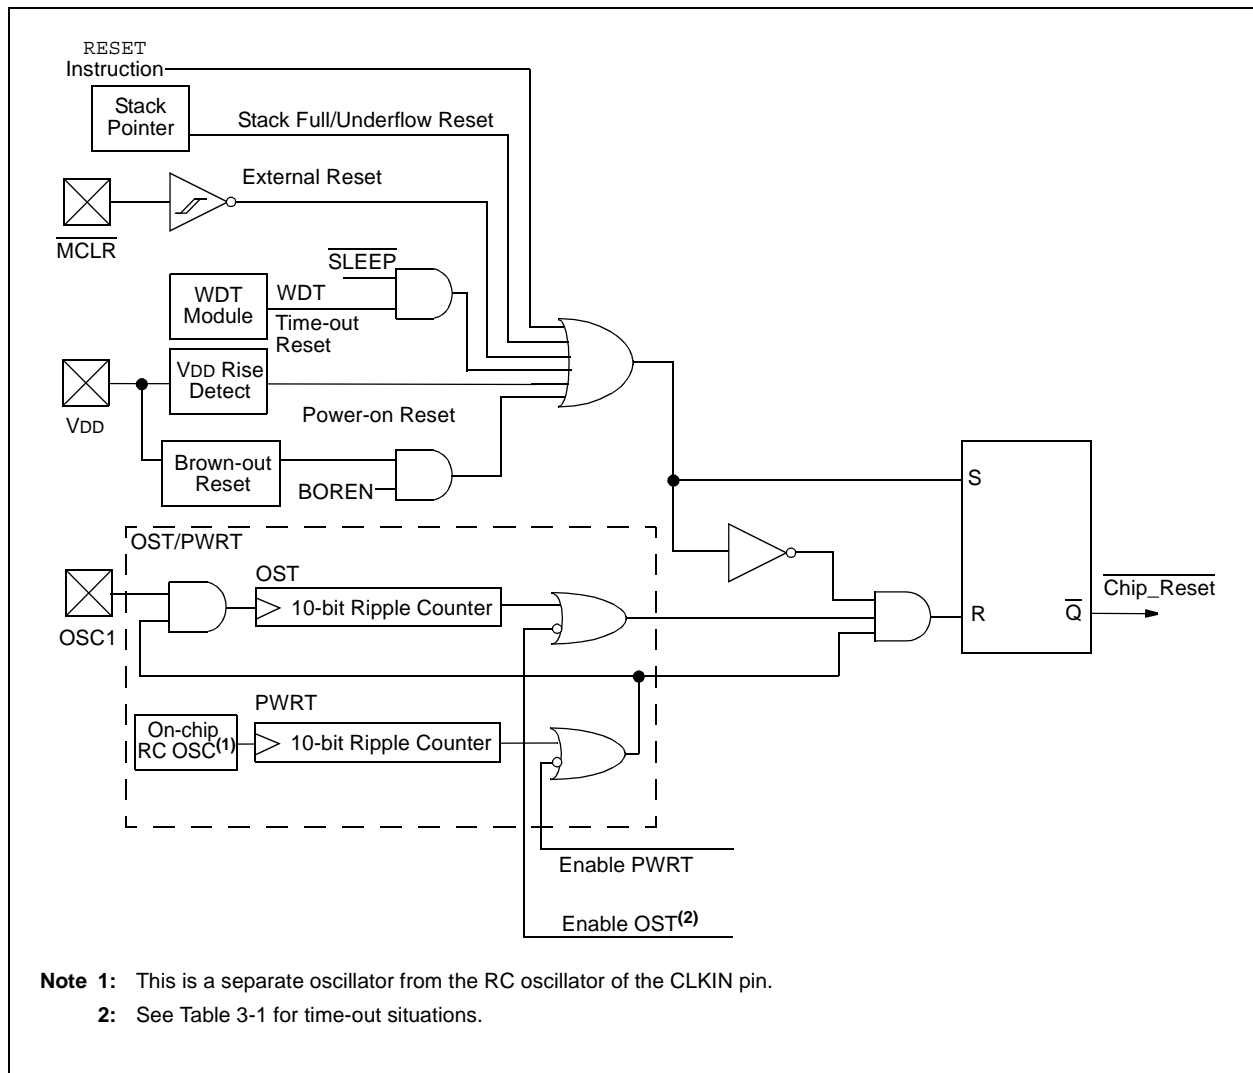 RESET
Instruction
Stack
Pointer
Stack Full/Underflow Reset
External Reset
MCLR
SLEEP
WDT
Module
WDT
Time-out
Reset
VDD Rise
Detect
VDD
Power-on Reset
Brown-out
Reset
BOREN
S
OST/PWRT
OST
10-bit Ripple Counter
OSC1
R
Q
Chip_Reset
PWRT
On-chip
RC OSC(1)
10-bit Ripple Counter
Enable PWRT
Enable OST(2)
Note 1: This is a separate oscillator from the RC oscillator of the CLKIN pin.
2: See Table 3-1 for time-out situations.